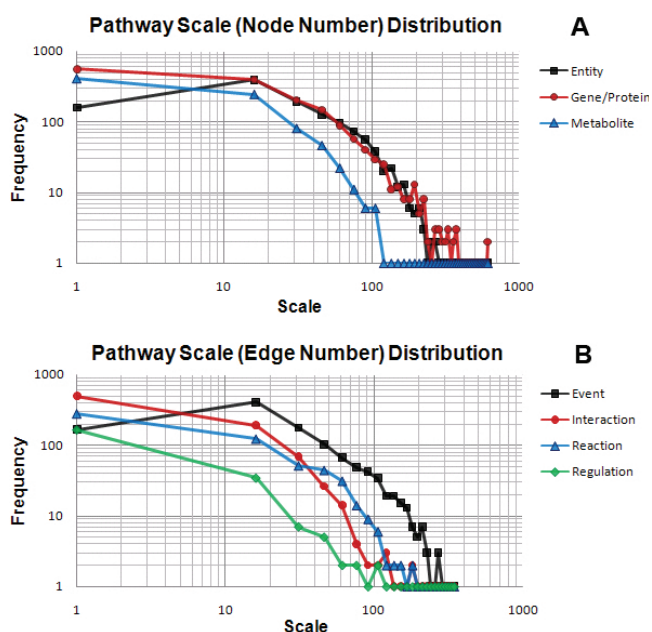 Pathway Scale (Node Number) Distribution
A
1000
100
10
1
Frequency
1
10
100
1000
Scale
Entity
Gene/Protein
Metabolite
Pathway Scale (Edge Number) Distribution
B
1000
100
10
1
Frequency
1
10
100
1000
Scale
Event
Interaction
Reaction
Regulation